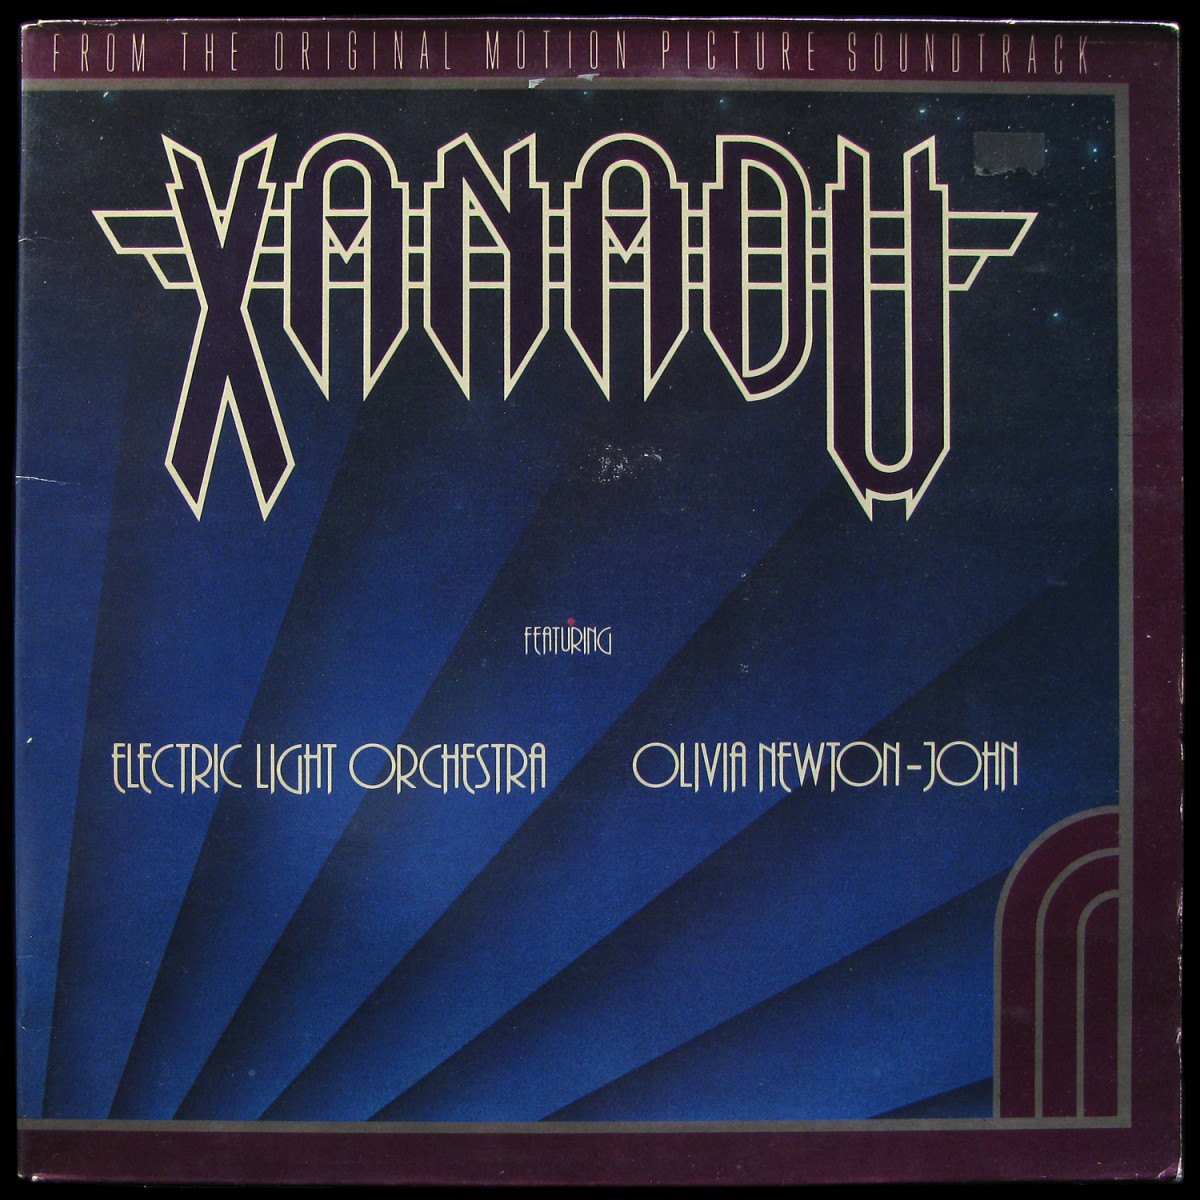 FROM THE ORIGINAL MOTION PICTURE SOUNDTRACK
XANADU
FEATURING
ELECTRIC LIGHT ORCHESTRA OLIVIA NEWTON-JOHN